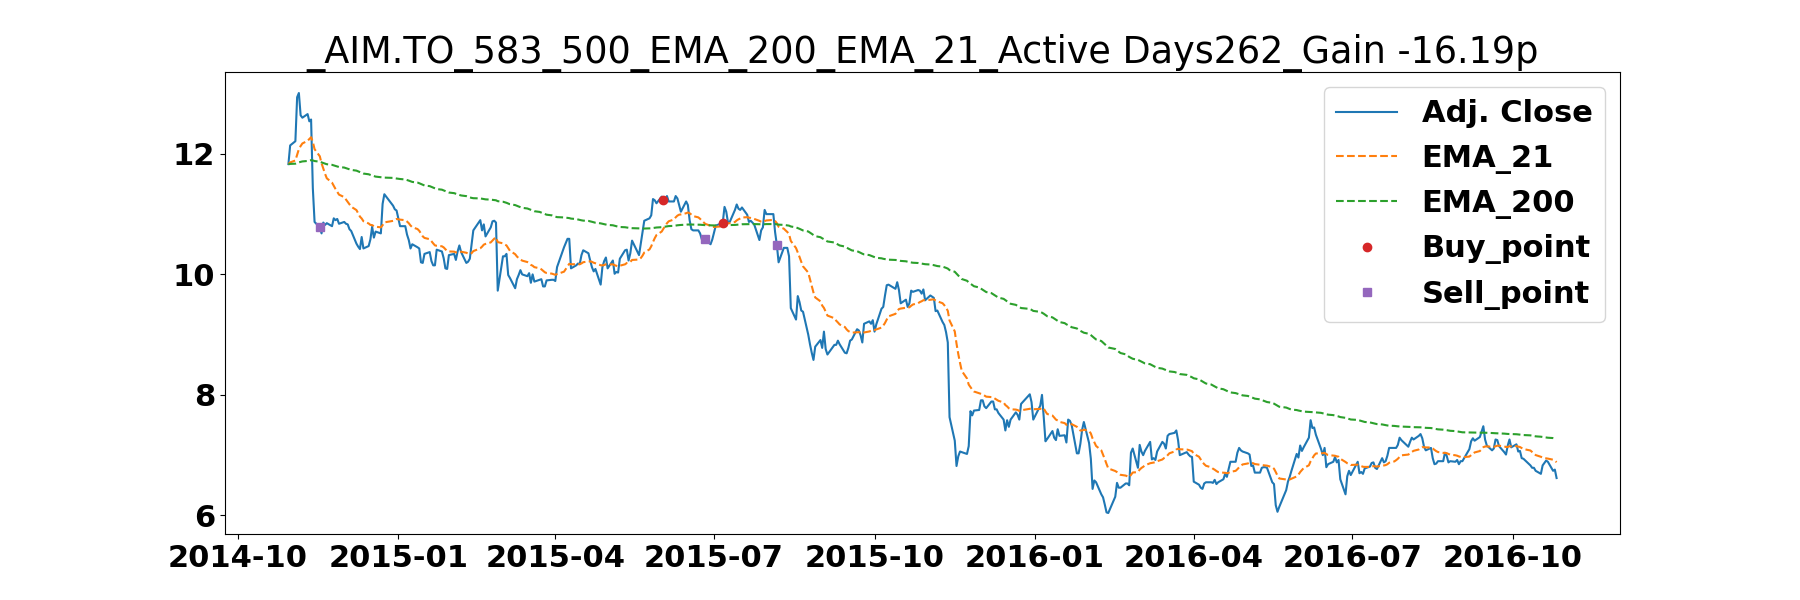 _AIM.TO_583_500_EMA_200_EMA_21_Active Days262_Gain -16.19p
Adj. Close
EMA_21
EMA_200
Buy_point
Sell_point
12
10
8
6
2014-10 2015-01 2015-04 2015-07 2015-10 2016-01 2016-04 2016-07 2016-10